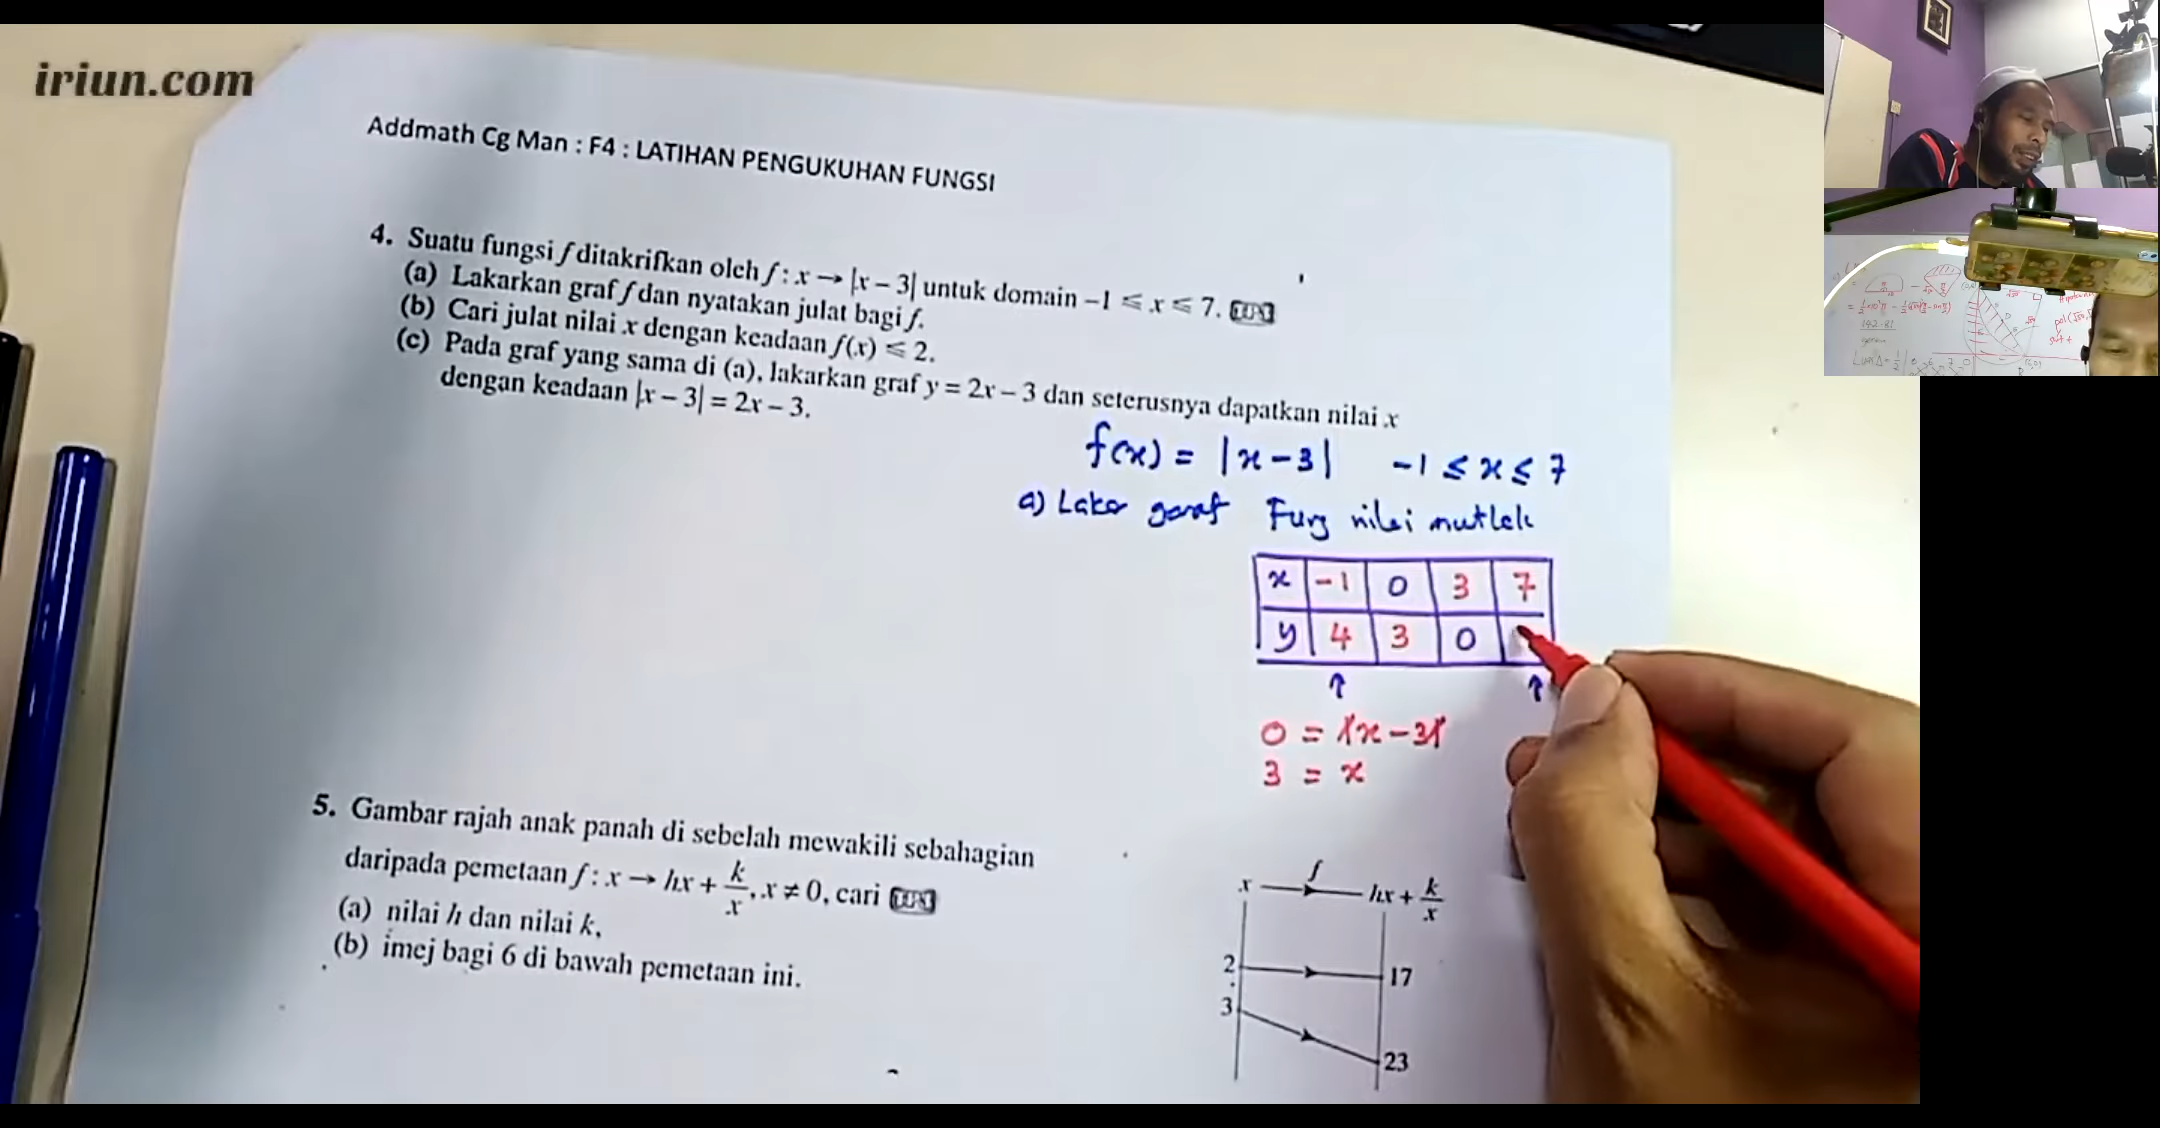 iriun.com
Addmath Cg Man : F4 : LATIHAN PENGUKUHAN FUNGSI
4. Suatu fungsi f ditakrifkan oleh f : x → |x – 3| untuk domain –1 ⩽ x ⩽ 7.
(a) Lakarkan graf f dan nyatakan julat bagi f.
(b) Cari julat nilai x dengan keadaan f(x) ⩽ 2.
(c) Pada graf yang sama di (a), lakarkan graf y = 2x – 3 dan seterusnya dapatkan nilai x
dengan keadaan |x – 3| = 2x – 3.
f(x) = |x – 3| –1 ≤ x ≤ 7
a) Lakar graf Fung nilai mutlak
x –1 0 3 7
y 4 3 0
↑ ↑
0 = |x – 3|
3 = x
5. Gambar rajah anak panah di sebelah mewakili sebahagian
daripada pemetaan f : x → hx + k/x, x ≠ 0, cari
(a) nilai h dan nilai k,
(b) imej bagi 6 di bawah pemetaan ini.
f
x hx + k/x
2 17
3 23